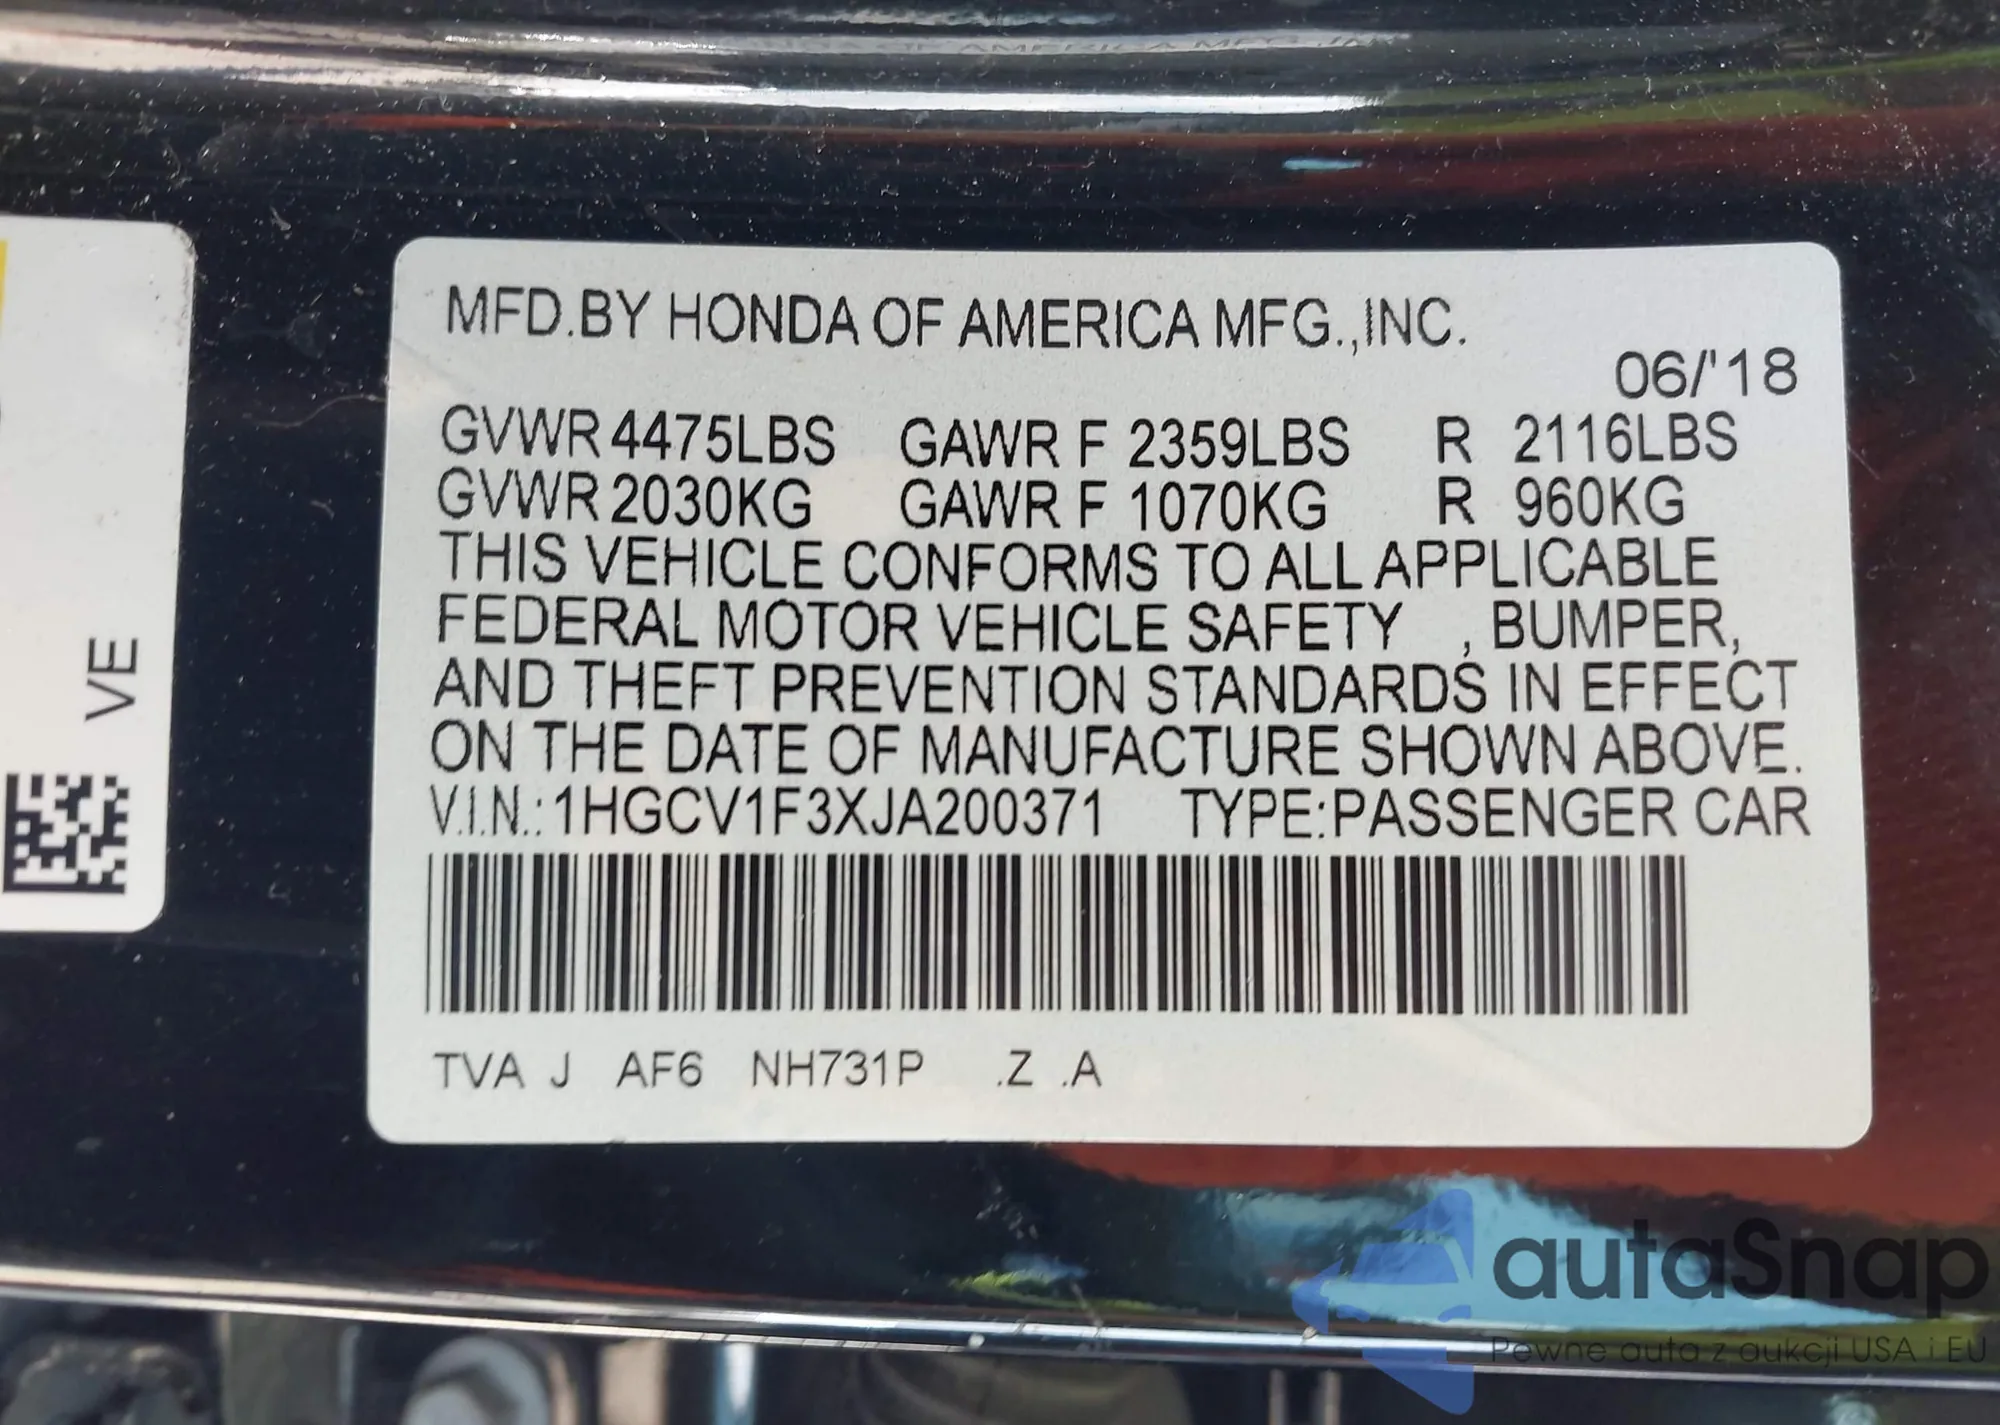 MFD.BY HONDA OF AMERICA MFG.,INC.
06/'18
GVWR 4475LBS GAWR F 2359LBS R 2116LBS
GVWR 2030KG GAWR F 1070KG R 960KG
THIS VEHICLE CONFORMS TO ALL APPLICABLE
FEDERAL MOTOR VEHICLE SAFETY , BUMPER,
AND THEFT PREVENTION STANDARDS IN EFFECT
ON THE DATE OF MANUFACTURE SHOWN ABOVE.
V.I.N.: 1HGCV1F3XJA200371 TYPE:PASSENGER CAR
TVA J AF6 NH731P .Z .A
VE
autaSnap
Pewne auta z aukcji USA i EU